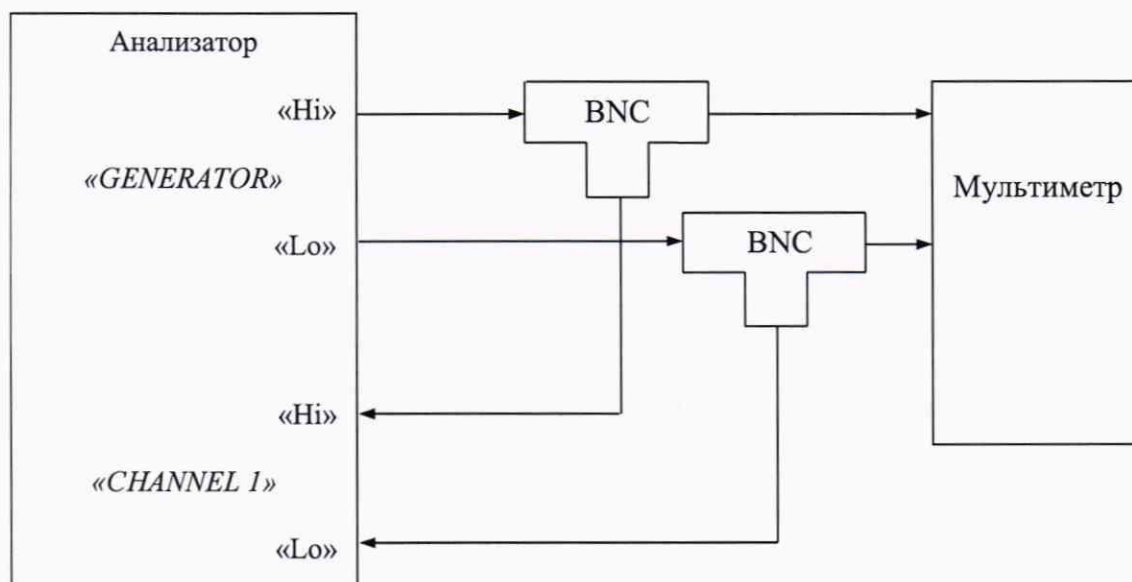 Анализатор
«Hi»
BNC
«GENERATOR»
Мультиметр
«Lo»
BNC
«Hi»
«CHANNEL 1»
«Lo»